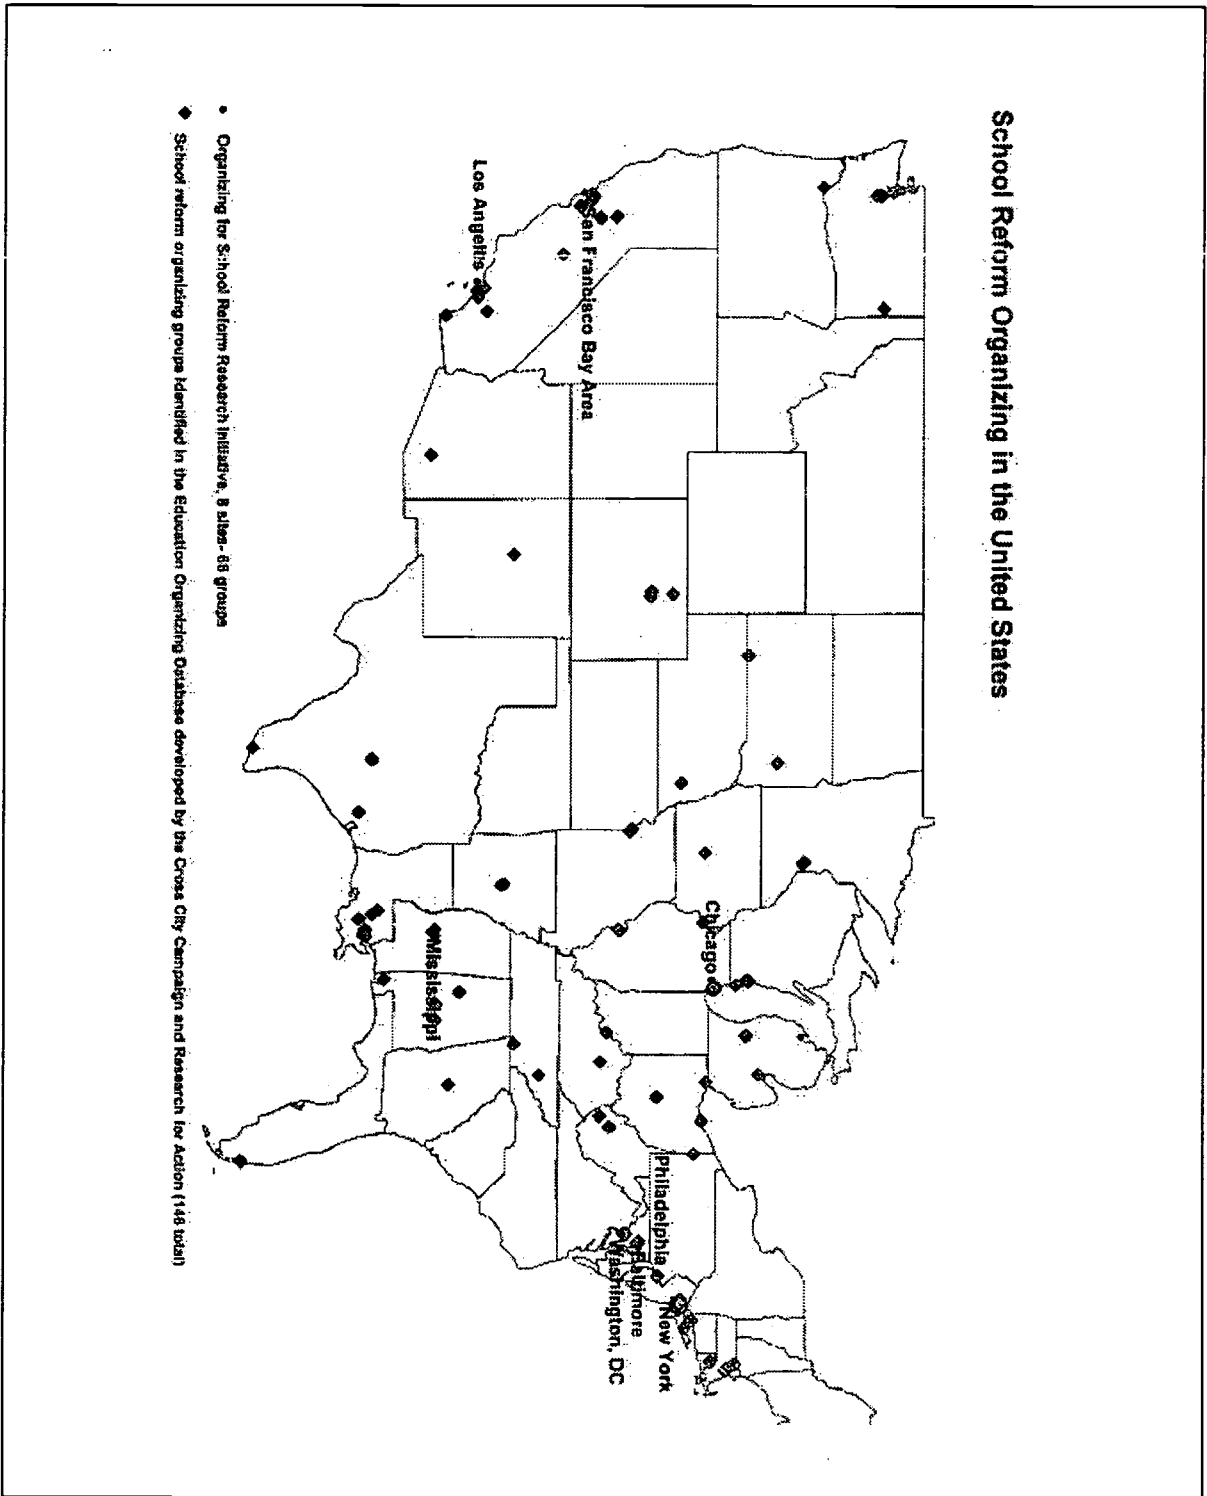 School Reform Organizing in the United States
San Francisco Bay Area
Los Angeles
Chicago
Mississippi
Philadelphia
New York
Baltimore
Washington, DC
Organizing for School Reform Research Initiative, 8 sites- 66 groups
School reform organizing groups identified in the Education Organizing Database developed by the Cross City Campaign and Research for Action (146 total)